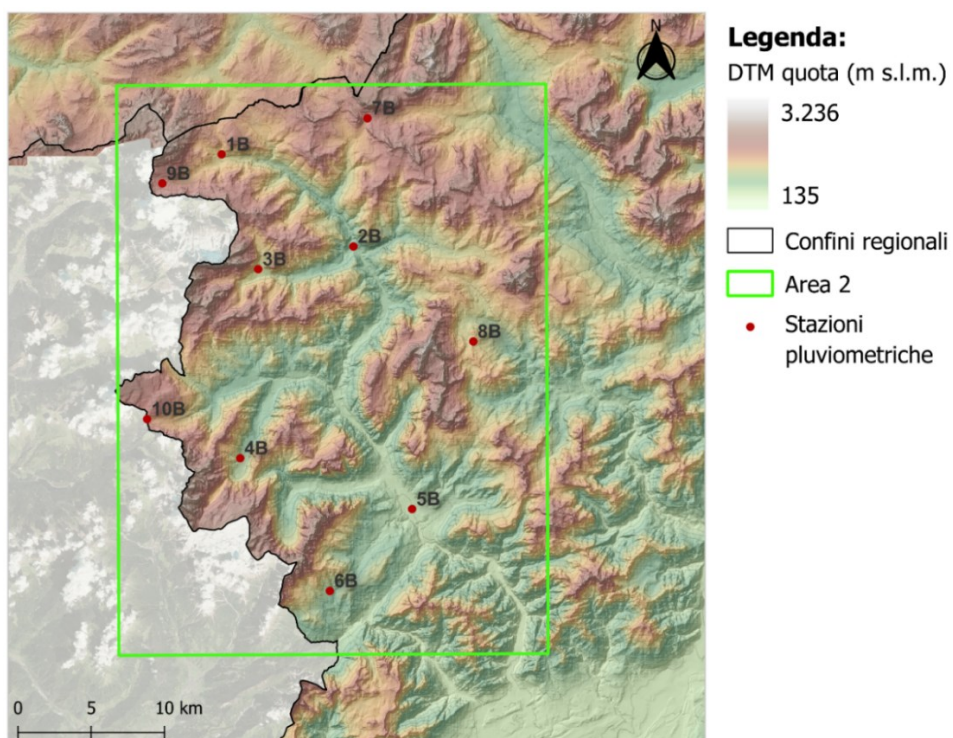 N
7B
1B
9B
2B
3B
8B
10B
4B
5B
6B
0 5 10 km
Legenda:
DTM quota (m s.l.m.)
3.236
135
Confini regionali
Area 2
Stazioni
pluviometriche